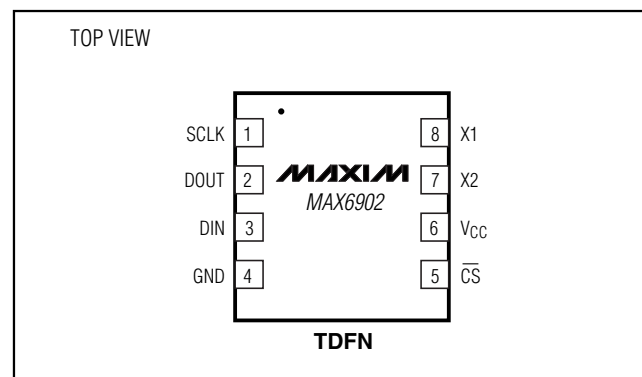 TOP VIEW
SCLK 1 8 X1
DOUT 2 MAXIM 7 X2
MAX6902
DIN 3 6 VCC
GND 4 5 C̅S̅
TDFN